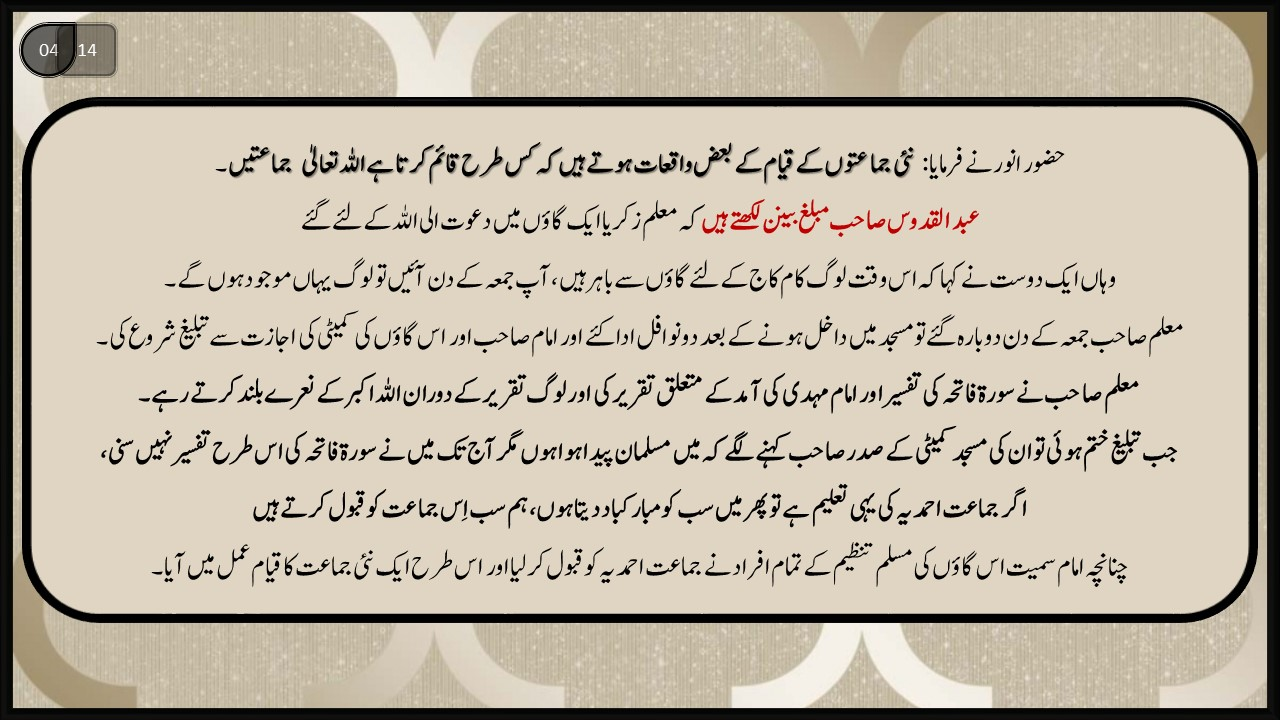 04 14
حضور انور نے فرمایا: نئی جماعتوں کے قیام کے بعض واقعات ہوتے ہیں کہ کس طرح قائم کرتا ہے اللہ تعالیٰ جماعتیں۔
عبد القدوس صاحب مبلغ بینن لکھتے ہیں کہ معلم زکریا ایک گاؤں میں دعوت الی اللہ کے لئے گئے
وہاں ایک دوست نے کہا کہ اس وقت لوگ کام کاج کے لئے گاؤں سے باہر ہیں، آپ جمعہ کے دن آئیں تو لوگ یہاں موجود ہوں گے۔
معلم صاحب جمعہ کے دن دوبارہ گئے تو مسجد میں داخل ہونے کے بعد دو نوافل ادا کئے اور امام صاحب اور اس گاؤں کی کمیٹی کی اجازت سے تبلیغ شروع کی۔
معلم صاحب نے سورۃ فاتحہ کی تفسیر اور امام مہدی کی آمد کے متعلق تقریر کی اور لوگ تقریر کے دوران اللہ اکبر کے نعرے بلند کرتے رہے۔
جب تبلیغ ختم ہوئی تو ان کی مسجد کمیٹی کے صدر صاحب کہنے لگے کہ میں مسلمان پیدا ہوا ہوں مگر آج تک میں نے سورۃ فاتحہ کی اس طرح تفسیر نہیں سنی،
اگر جماعت احمدیہ کی یہی تعلیم ہے تو پھر میں سب کو مبارکباد دیتا ہوں، ہم سب اِس جماعت کو قبول کرتے ہیں
چنانچہ امام سمیت اس گاؤں کی مسلم تنظیم کے تمام افراد نے جماعت احمدیہ کو قبول کر لیا اور اس طرح ایک نئی جماعت کا قیام عمل میں آیا۔